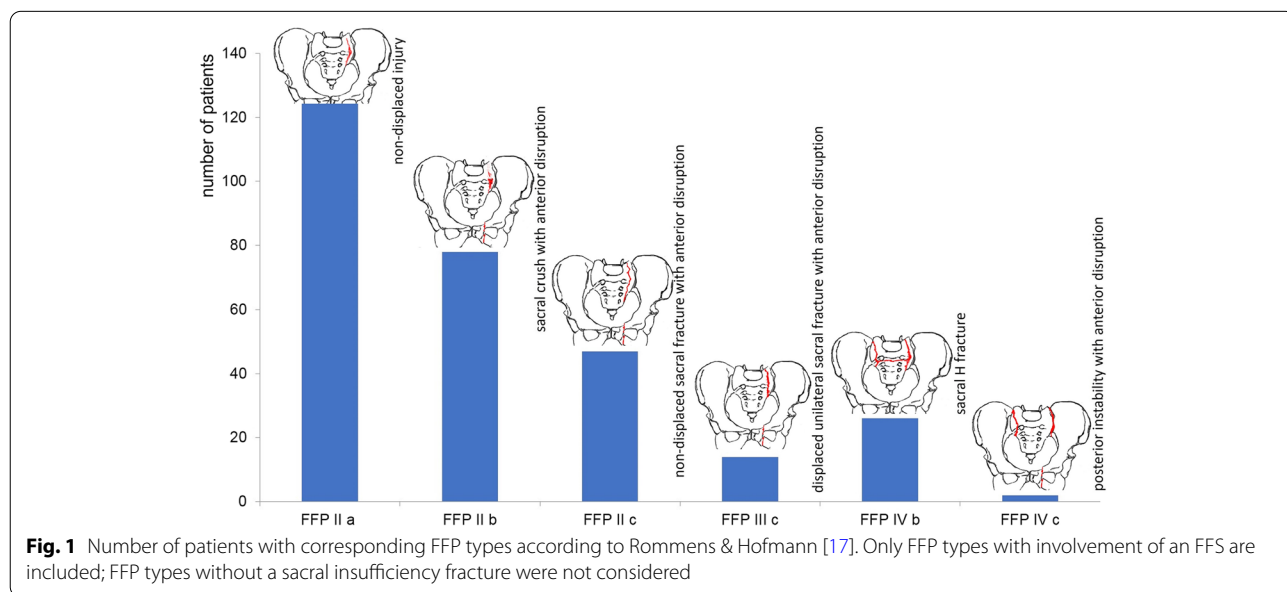 number of patients
140
120
100
80
60
40
20
0
non-displaced injury
sacral crush with anterior disruption
non-displaced sacral fracture with anterior disruption
displaced unilateral sacral fracture with anterior disruption
sacral H fracture
posterior instability with anterior disruption
FFP II a
FFP II b
FFP II c
FFP III c
FFP IV b
FFP IV c
Fig. 1 Number of patients with corresponding FFP types according to Rommens & Hofmann [17]. Only FFP types with involvement of an FFS are
included; FFP types without a sacral insufficiency fracture were not considered